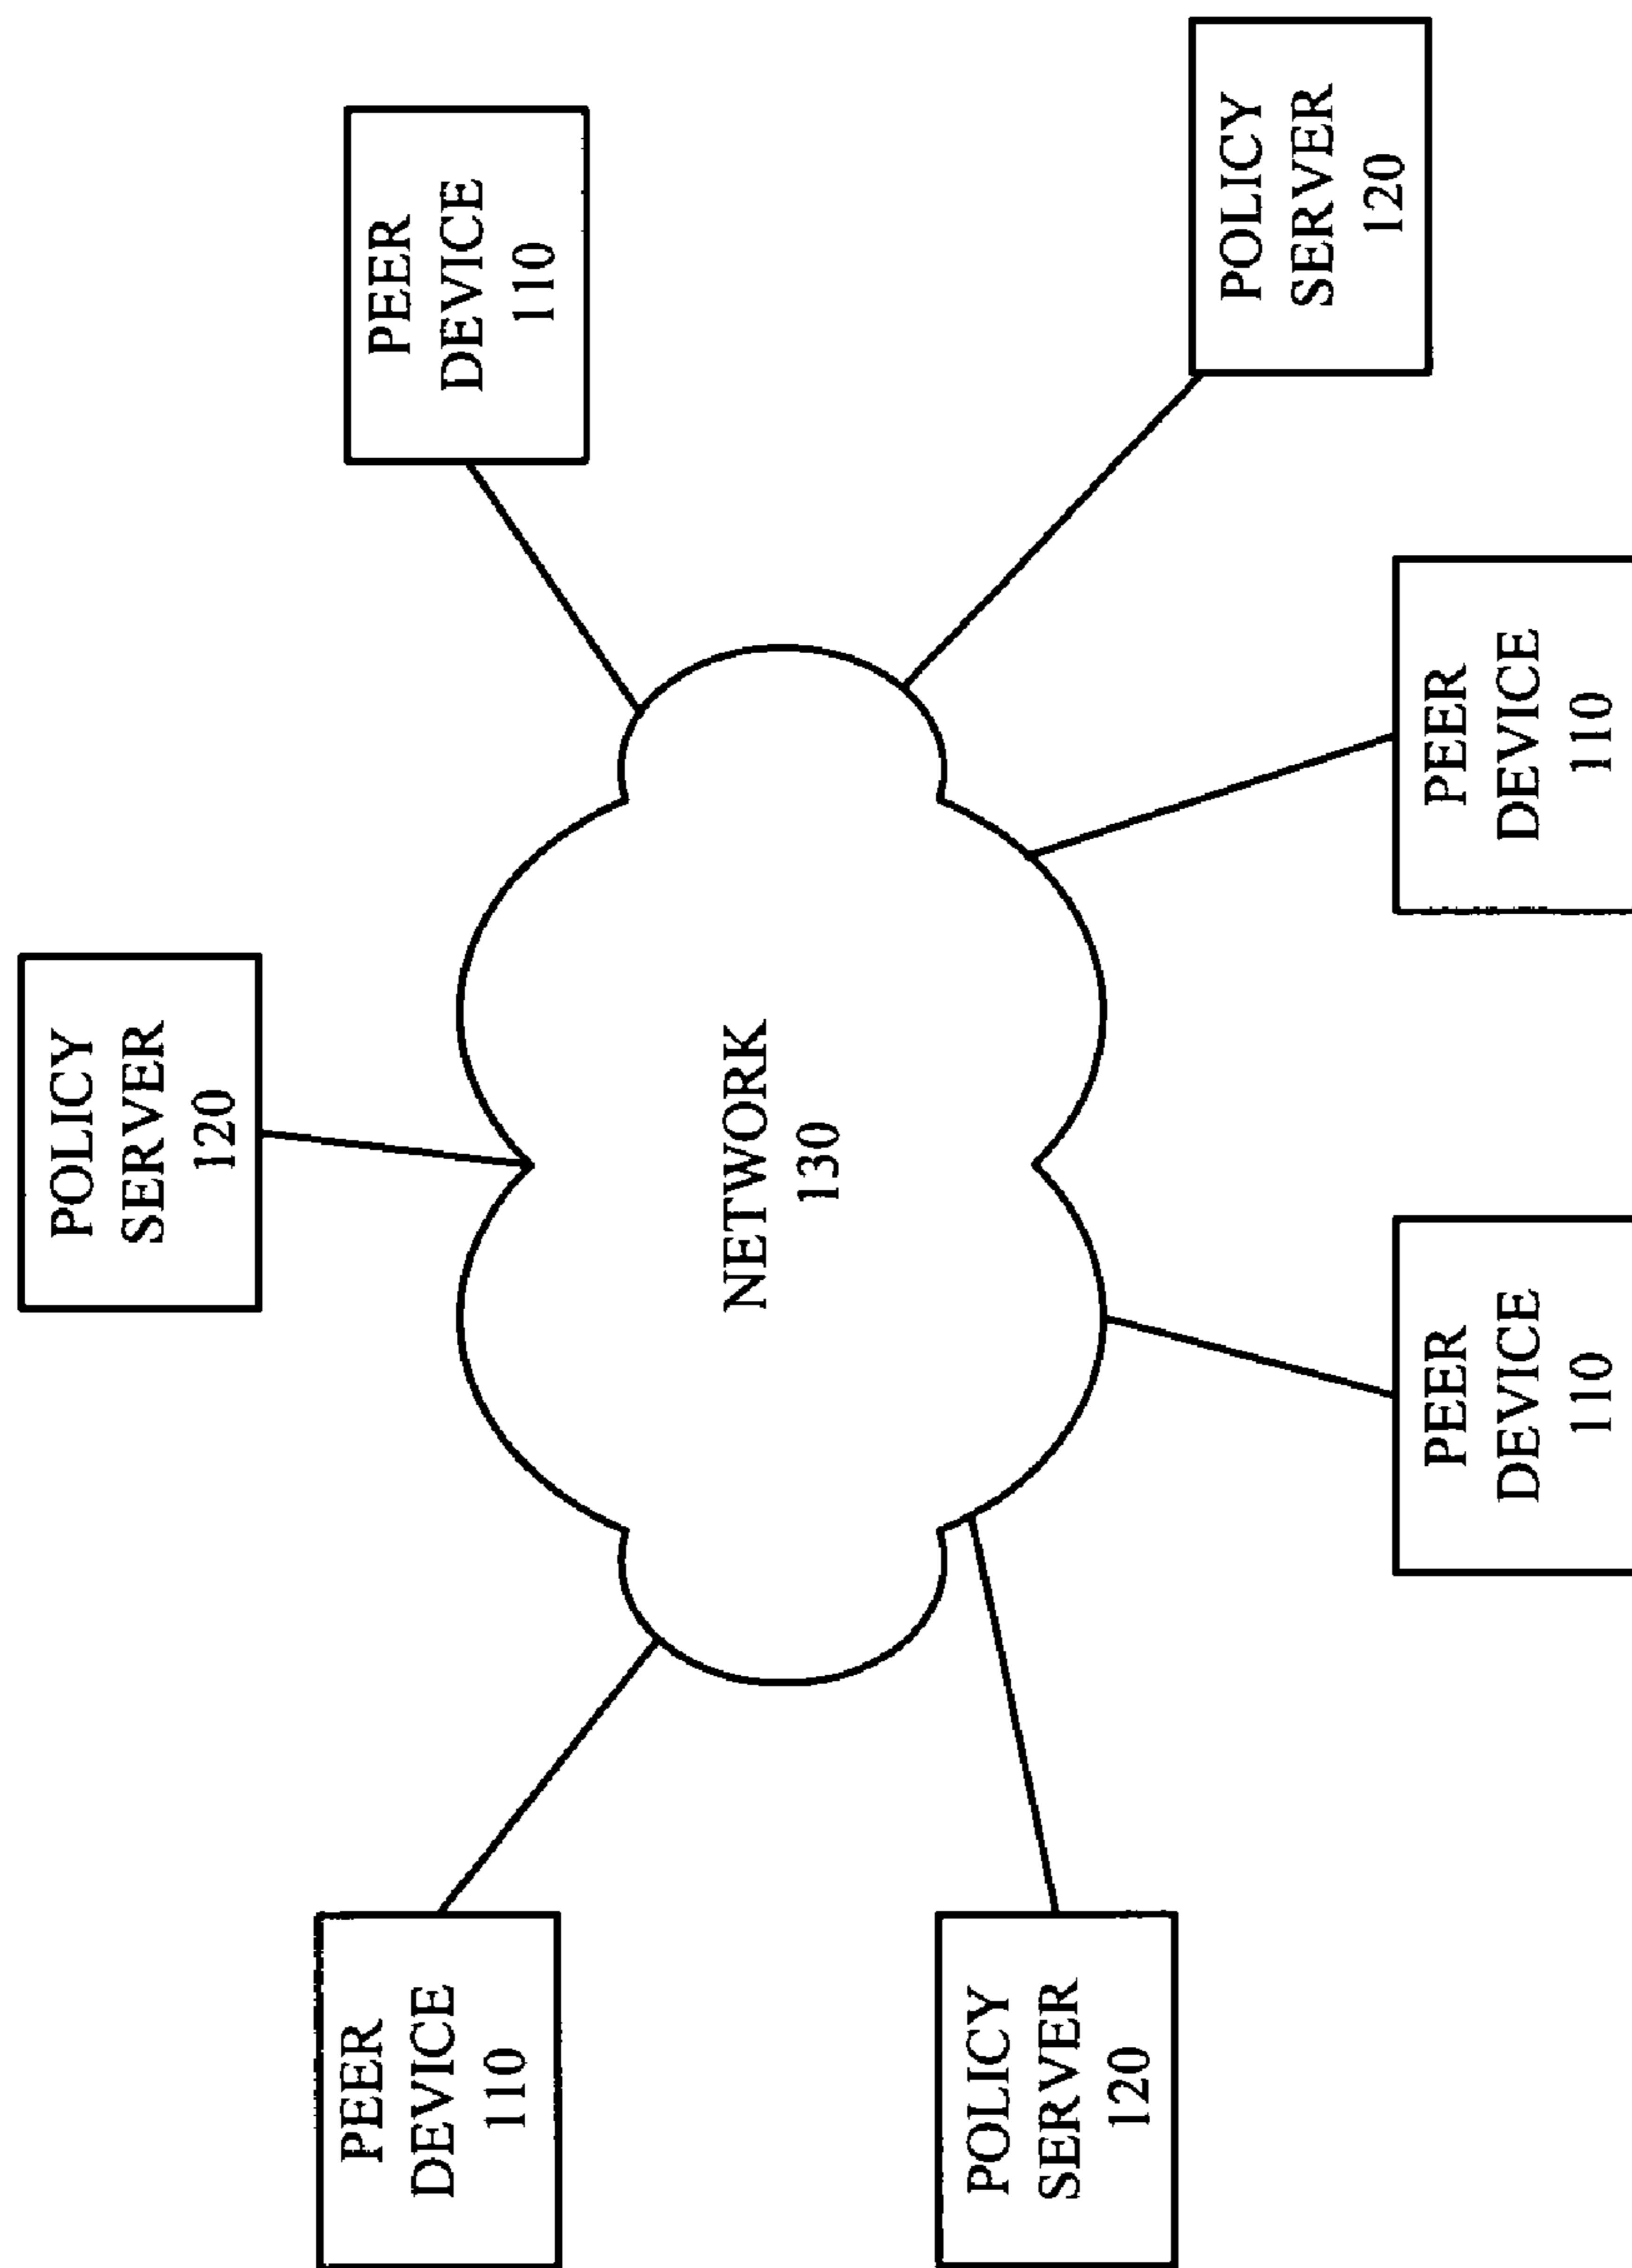 POLICY
SERVER
120
PEER
DEVICE
110
PEER
DEVICE
110
NETWORK
130
POLICY
SERVER
120
POLICY
SERVER
120
PEER
DEVICE
110
PEER
DEVICE
110